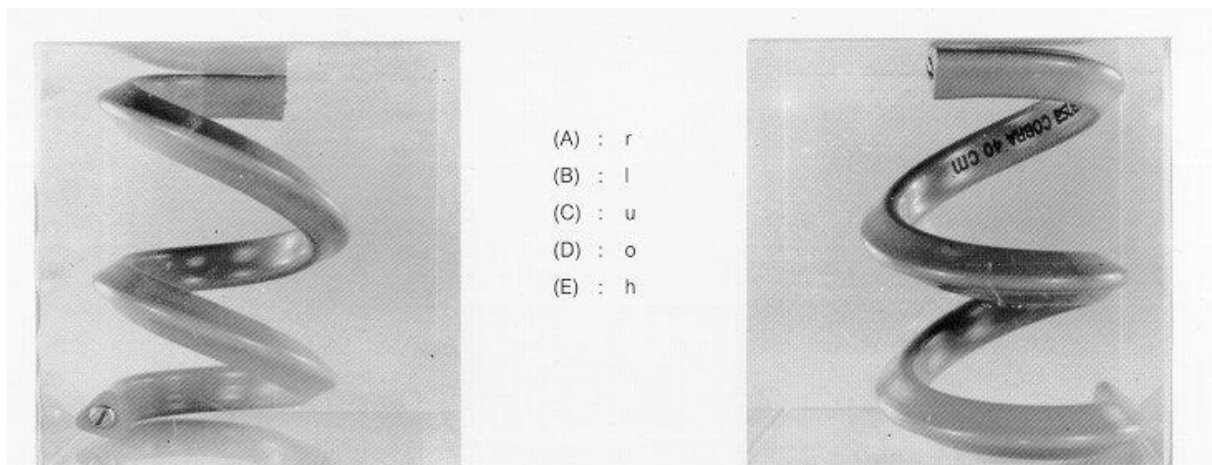 (A) : r
(B) : l
(C) : u
(D) : o
(E) : h
COBRA 40 Cm